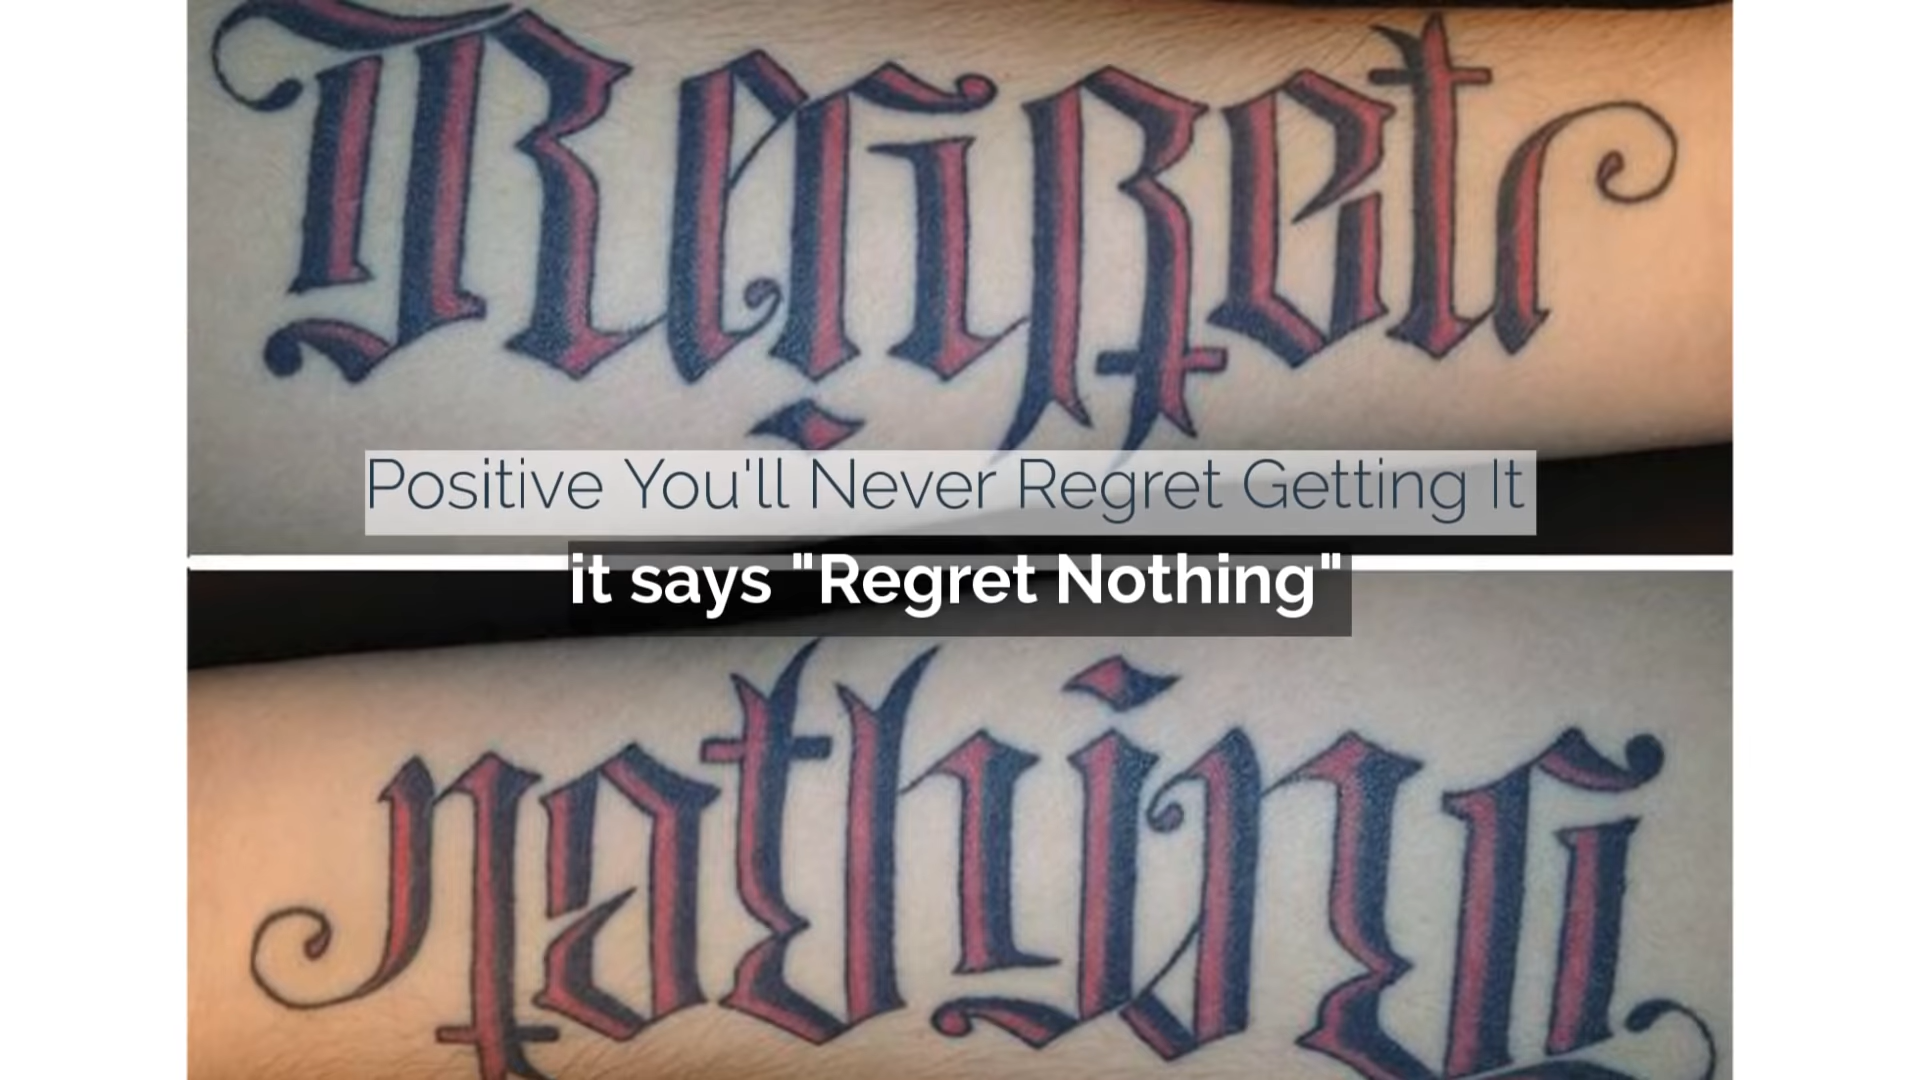 Regret
Positive You'll Never Regret Getting It
it says "Regret Nothing"
nothing